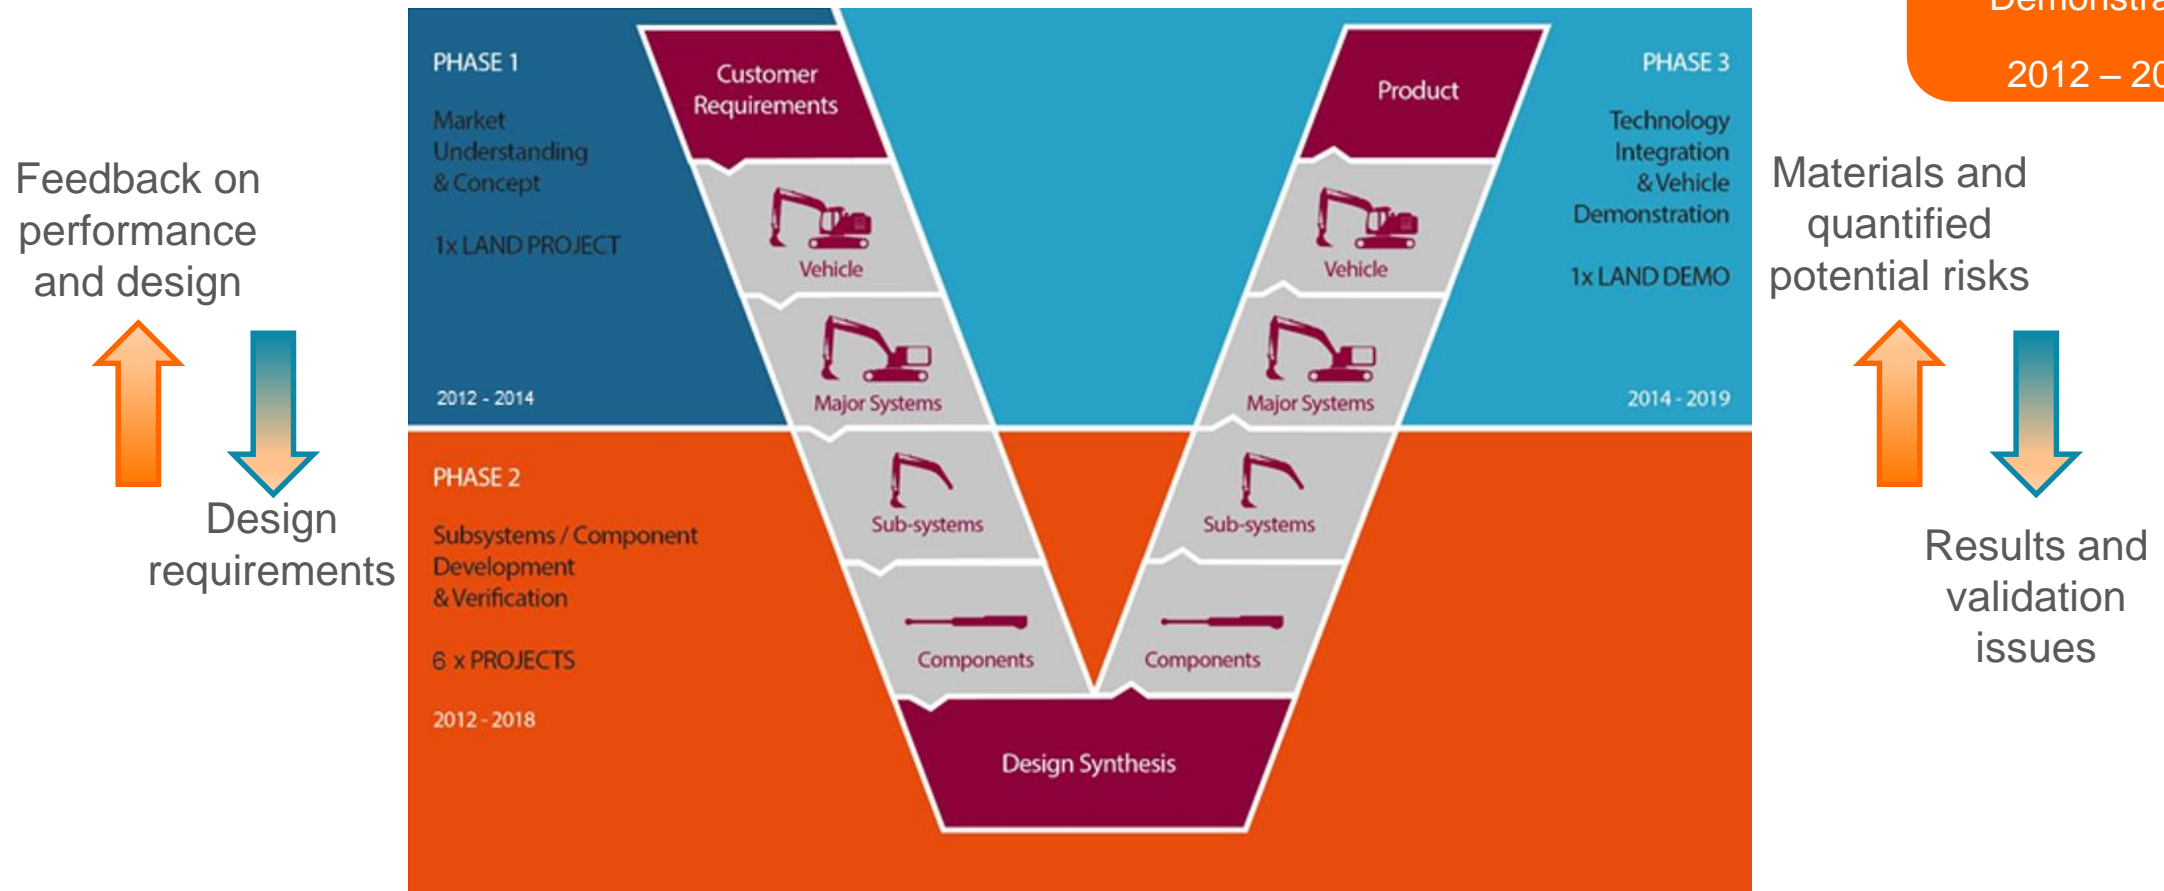 Feedback on
performance
and design
Design
requirements
PHASE 1
Market
Understanding
& Concept
1x LAND PROJECT
2012 - 2014
PHASE 2
Subsystems / Component
Development
& Verification
6 x PROJECTS
2012 - 2018
Customer
Requirements
Vehicle
Major Systems
Sub-systems
Components
Design Synthesis
Product
Vehicle
Major Systems
Sub-systems
Components
PHASE 3
Technology
Integration
& Vehicle
Demonstration
1x LAND DEMO
2014 - 2019
2012 –
Materials and
quantified
potential risks
Results and
validation
issues